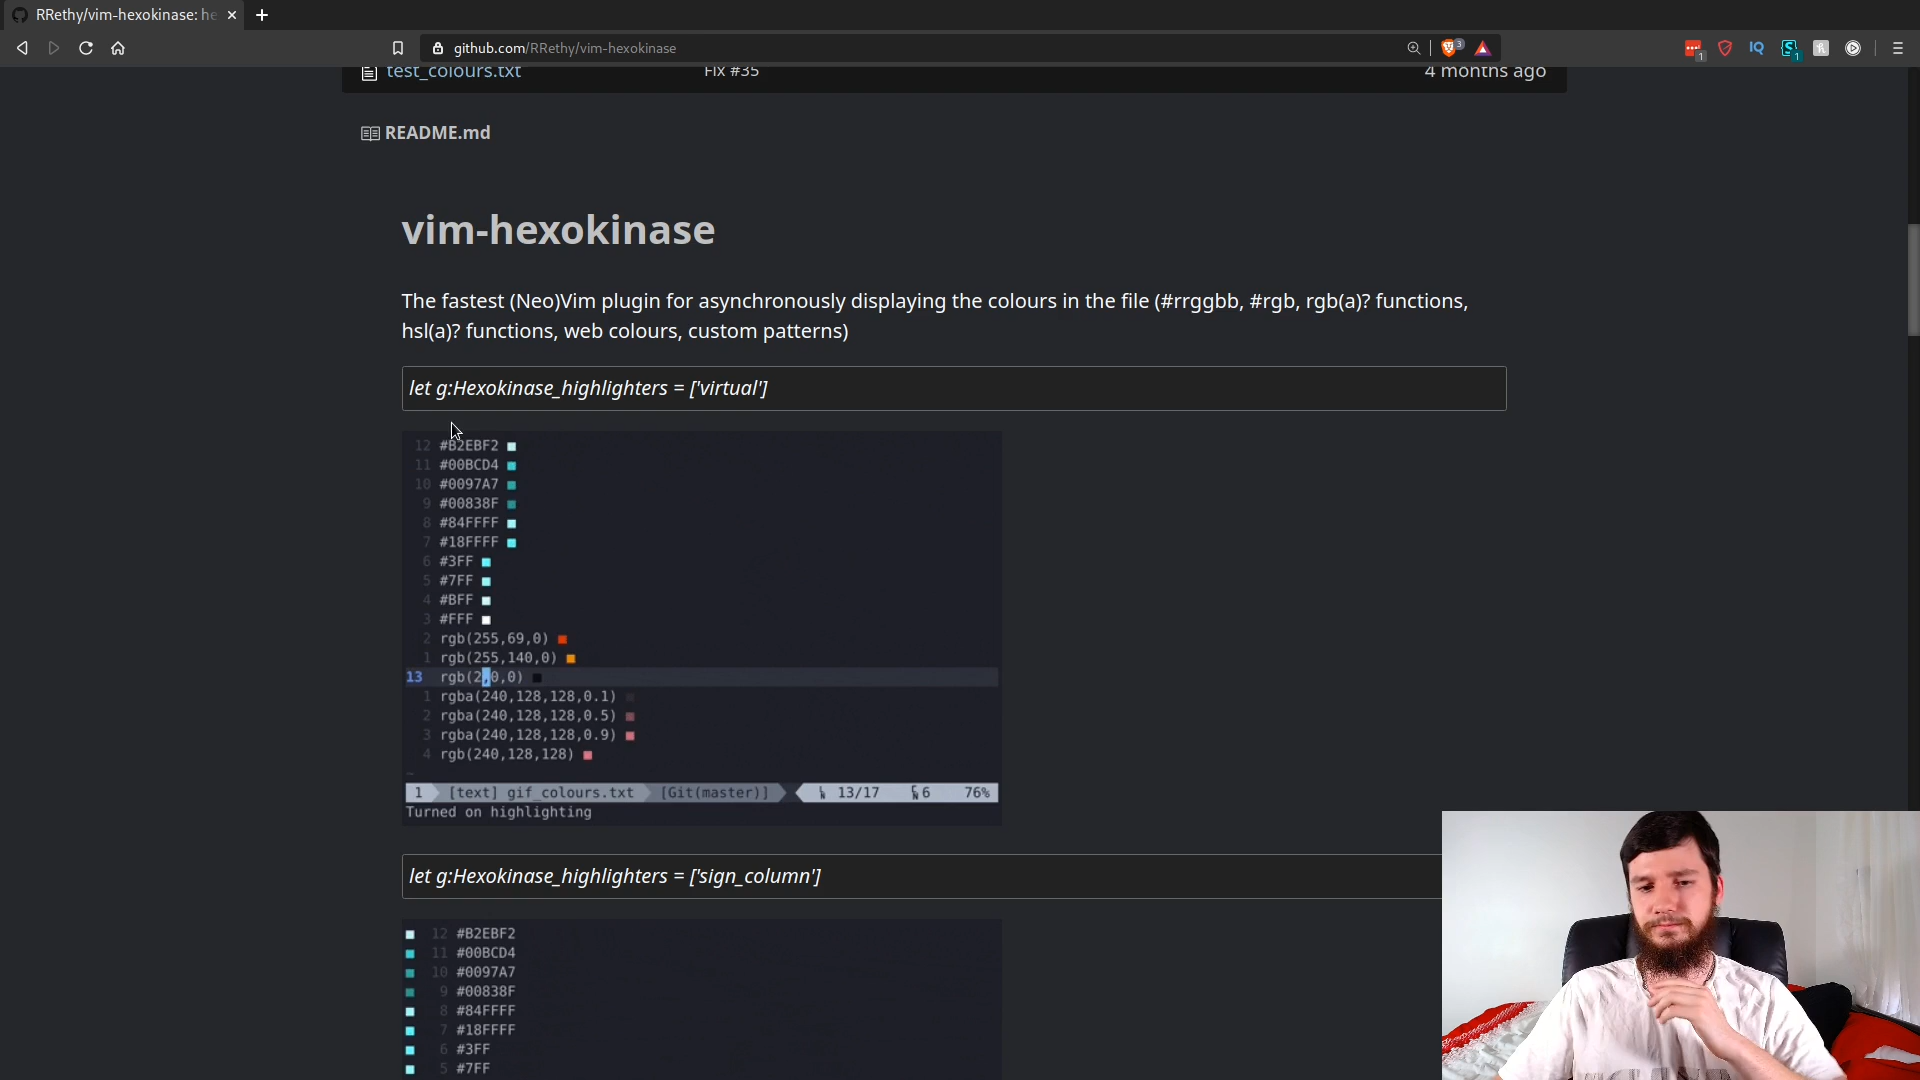 RRethy/vim-hexokinase: he
github.com/RRethy/vim-hexokinase
3
1
IQ
1
test_colours.txt Fix #35 4 months ago
README.md
vim-hexokinase
The fastest (Neo)Vim plugin for asynchronously displaying the colours in the file (#rrggbb, #rgb, rgb(a)? functions,
hsl(a)? functions, web colours, custom patterns)
let g:Hexokinase_highlighters = ['virtual']
12 #B2EBF2
11 #00BCD4
10 #0097A7
9 #00838F
8 #84FFFF
7 #18FFFF
6 #3FF
5 #7FF
4 #BFF
3 #FFF
2 rgb(255,69,0)
1 rgb(255,140,0)
13 rgb(2,0,0)
1 rgba(240,128,128,0.1)
2 rgba(240,128,128,0.5)
3 rgba(240,128,128,0.9)
4 rgb(240,128,128)
~
1 [text] gif_colours.txt [Git(master)] 13/17 6 76%
Turned on highlighting
let g:Hexokinase_highlighters = ['sign_column']
12 #B2EBF2
11 #00BCD4
10 #0097A7
9 #00838F
8 #84FFFF
7 #18FFFF
6 #3FF
5 #7FF